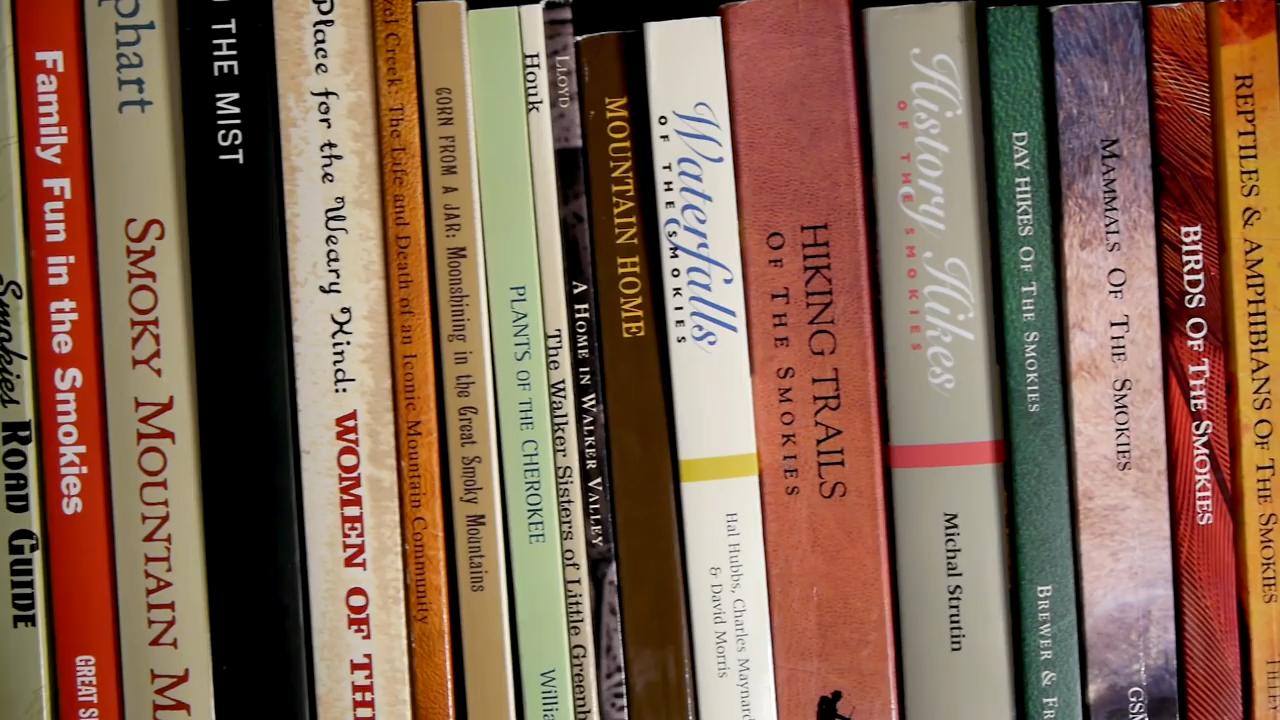 Smokies ROAD GUIDE
Family Fun in the Smokies
GREAT
phart
SMOKY MOUNTAIN
THE MIST
Place for the Weary Kind: WOMEN OF
Creek: The Life and Death of an Iconic Mountain Community
CORN FROM A JAR: Moonshining in the Great Smoky Mountains
PLANTS OF THE CHEROKEE
Houk
The Walker Sisters of Little
LLOYD
A HOME IN WALKER VALLEY
MOUNTAIN HOME
Waterfalls
OF THE SMOKIES
Hal Hubbs, Charles Maynard
& David Morris
HIKING TRAILS
OF THE SMOKIES
History Hikes
OF THE SMOKIES
Michal Strutin
DAY HIKES OF THE SMOKIES
BREWER &
MAMMALS OF THE SMOKIES
BIRDS OF THE SMOKIES
REPTILES & AMPHIBIANS OF THE SMOKIES